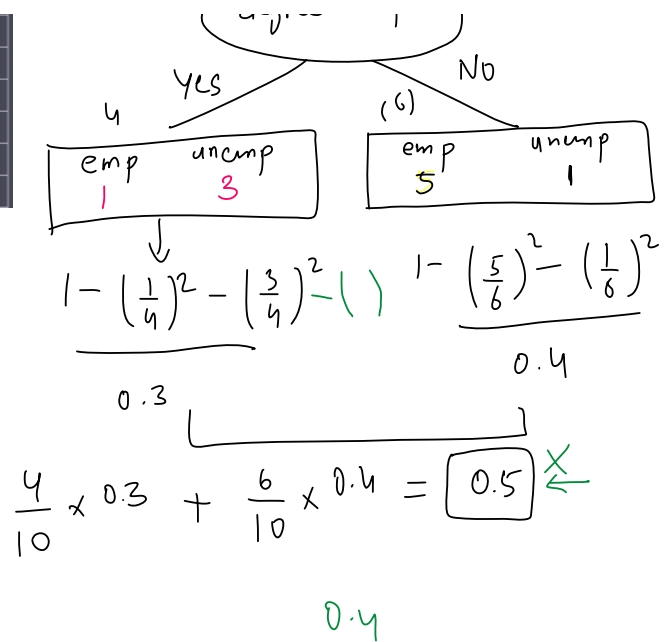 YES NO
4 (6)
emp unemp emp unemp
1 3 5 1
1 - (1/4)² - (3/4)² - ( ) 1 - (5/6)² - (1/6)²
0.3 0.4
4/10 × 0.3 + 6/10 × 0.4 = 0.5 X
0.4